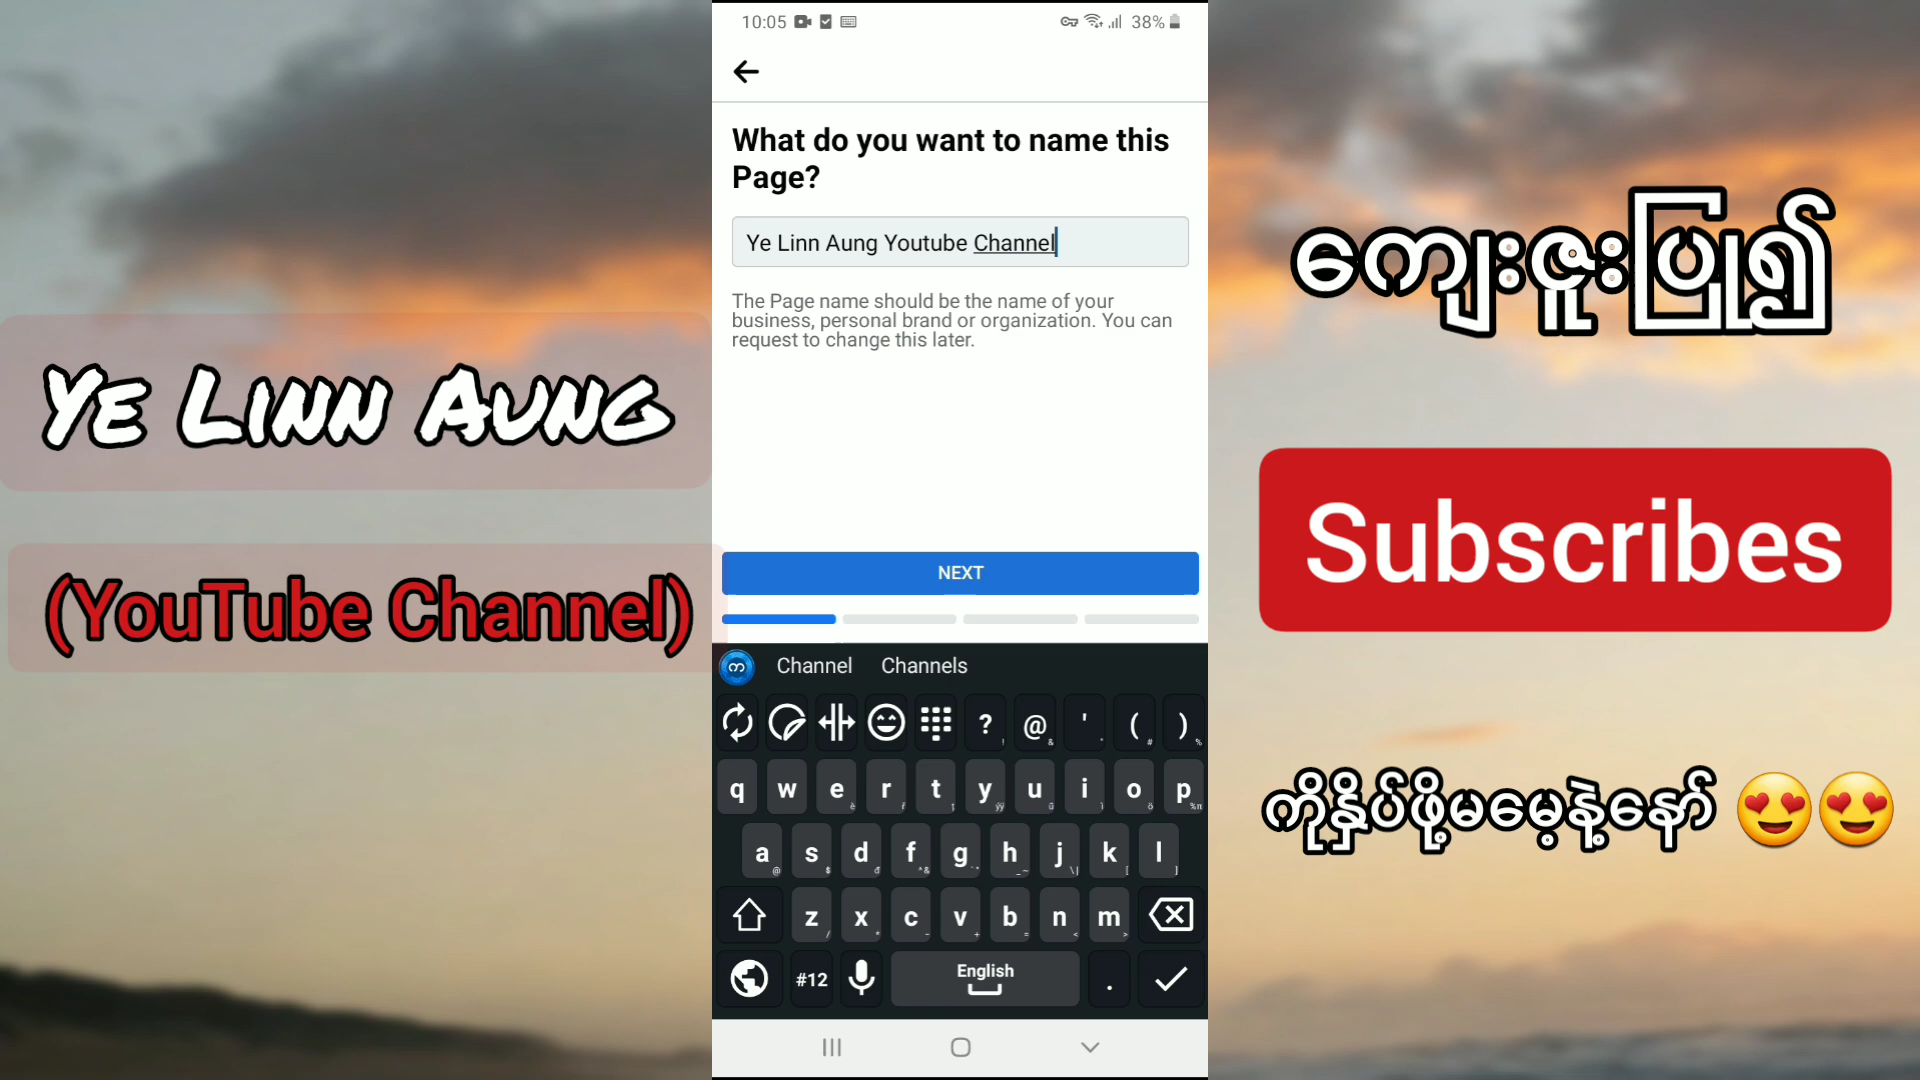 Ye Linn Aung
(YouTube Channel)
10:05
38%
What do you want to name this
Page?
Ye Linn Aung Youtube Channel
The Page name should be the name of your
business, personal brand or organization. You can
request to change this later.
NEXT
Channel Channels
? @ ' ( )
q w e r t y u i o p
a s d f g h j k l
z x c v b n m
#12 English .
ကျေးဇူးပြု၍
Subscribes
ကိုနှိပ်ဖို့မမေ့နဲ့နော် 😍😍